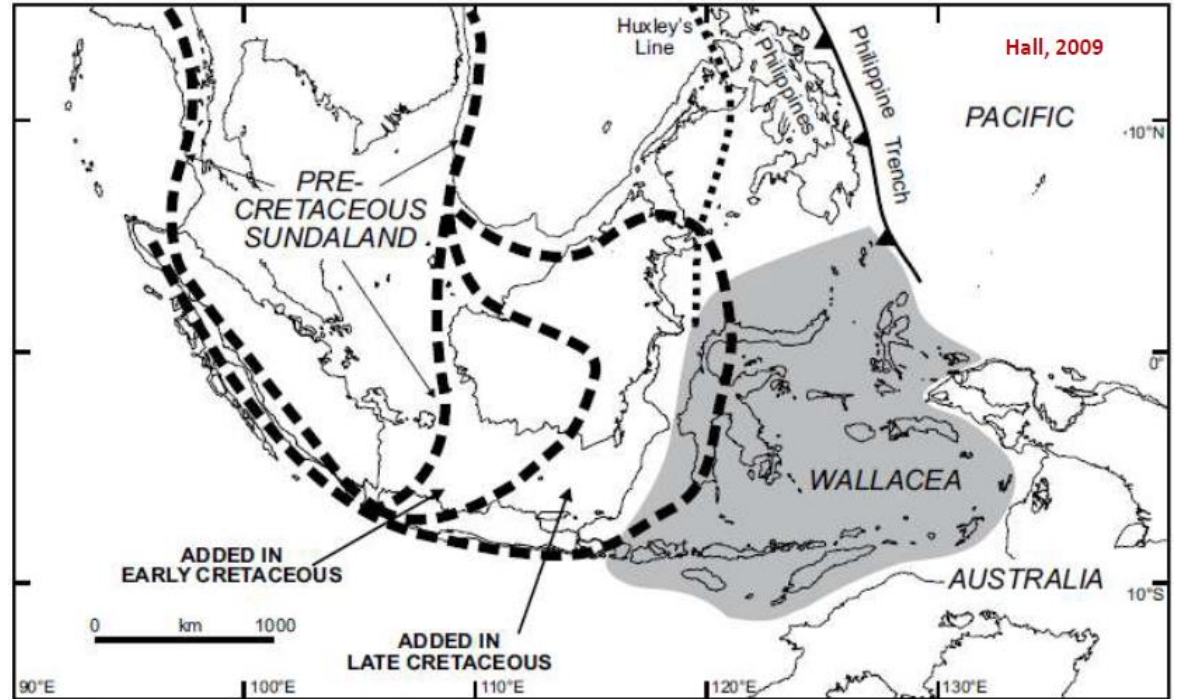 Huxley's
Line
Philippines
Philippine Trench
Hall, 2009
PACIFIC
10°N
PRE-
CRETACEOUS
SUNDALAND
0°
WALLACEA
ADDED IN
EARLY CRETACEOUS
AUSTRALIA
10°S
0 km 1000
ADDED IN
LATE CRETACEOUS
90°E 100°E 110°E 120°E 130°E